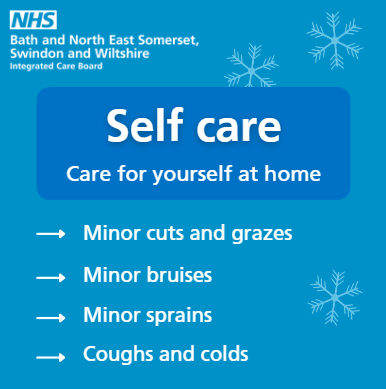 NHS
Bath and North East Somerset,
Swindon and Wiltshire
Integrated Care Board
Self care
Care for yourself at home
Minor cuts and grazes
Minor bruises
Minor sprains
Coughs and colds